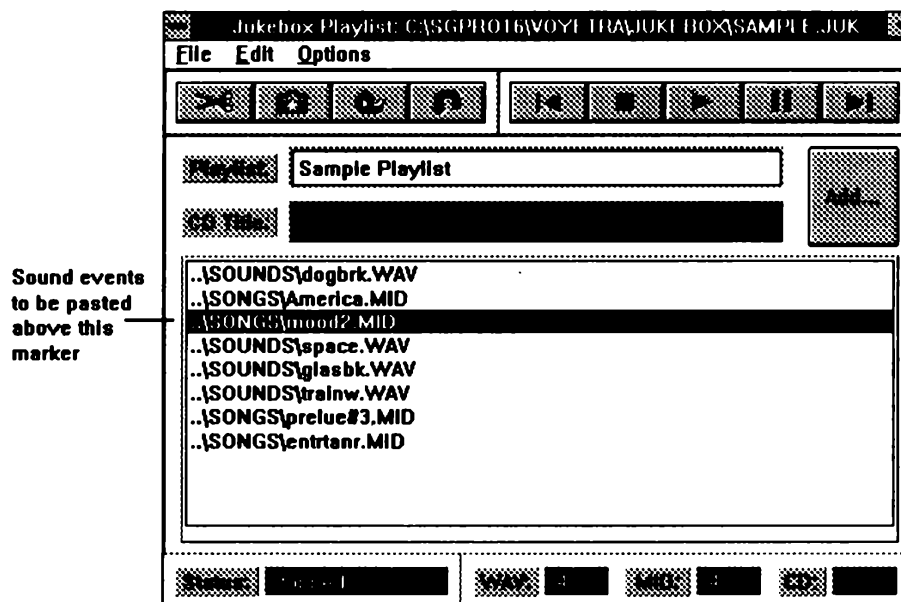 Jukebox Playlist: C:\SGPRO16\VOYETRA\JUKEBOX\SAMPLE.JUK
File Edit Options
Playlist: Sample Playlist
Add...
CD Title:
Sound events
to be pasted
above this
marker
..\SOUNDS\dogbrk.WAV
..\SONGS\America.MID
..\SONGS\mood2.MID
..\SOUNDS\space.WAV
..\SOUNDS\glasbk.WAV
..\SOUNDS\trainw.WAV
..\SONGS\prelue#3.MID
..\SONGS\entrtanr.MID
Status: WAV: 4 MID: 4 CD: